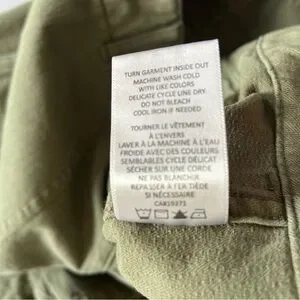 TURN GARMENT INSIDE OUT
MACHINE WASH COLD
WITH LIKE COLORS
DELICATE CYCLE LINE DRY
DO NOT BLEACH
COOL IRON IF NEEDED
TOURNER LE VÊTEMENT
À L'ENVERS
LAVER À LA MACHINE À L'EAU
FROIDE AVEC DES COULEURS
SEMBLABLES CYCLE DÉLICAT
SÉCHER SUR UNE CORDE
NE PAS BLANCHIR
REPASSER À FER TIÈDE
SI NÉCESSAIRE
CA#19373